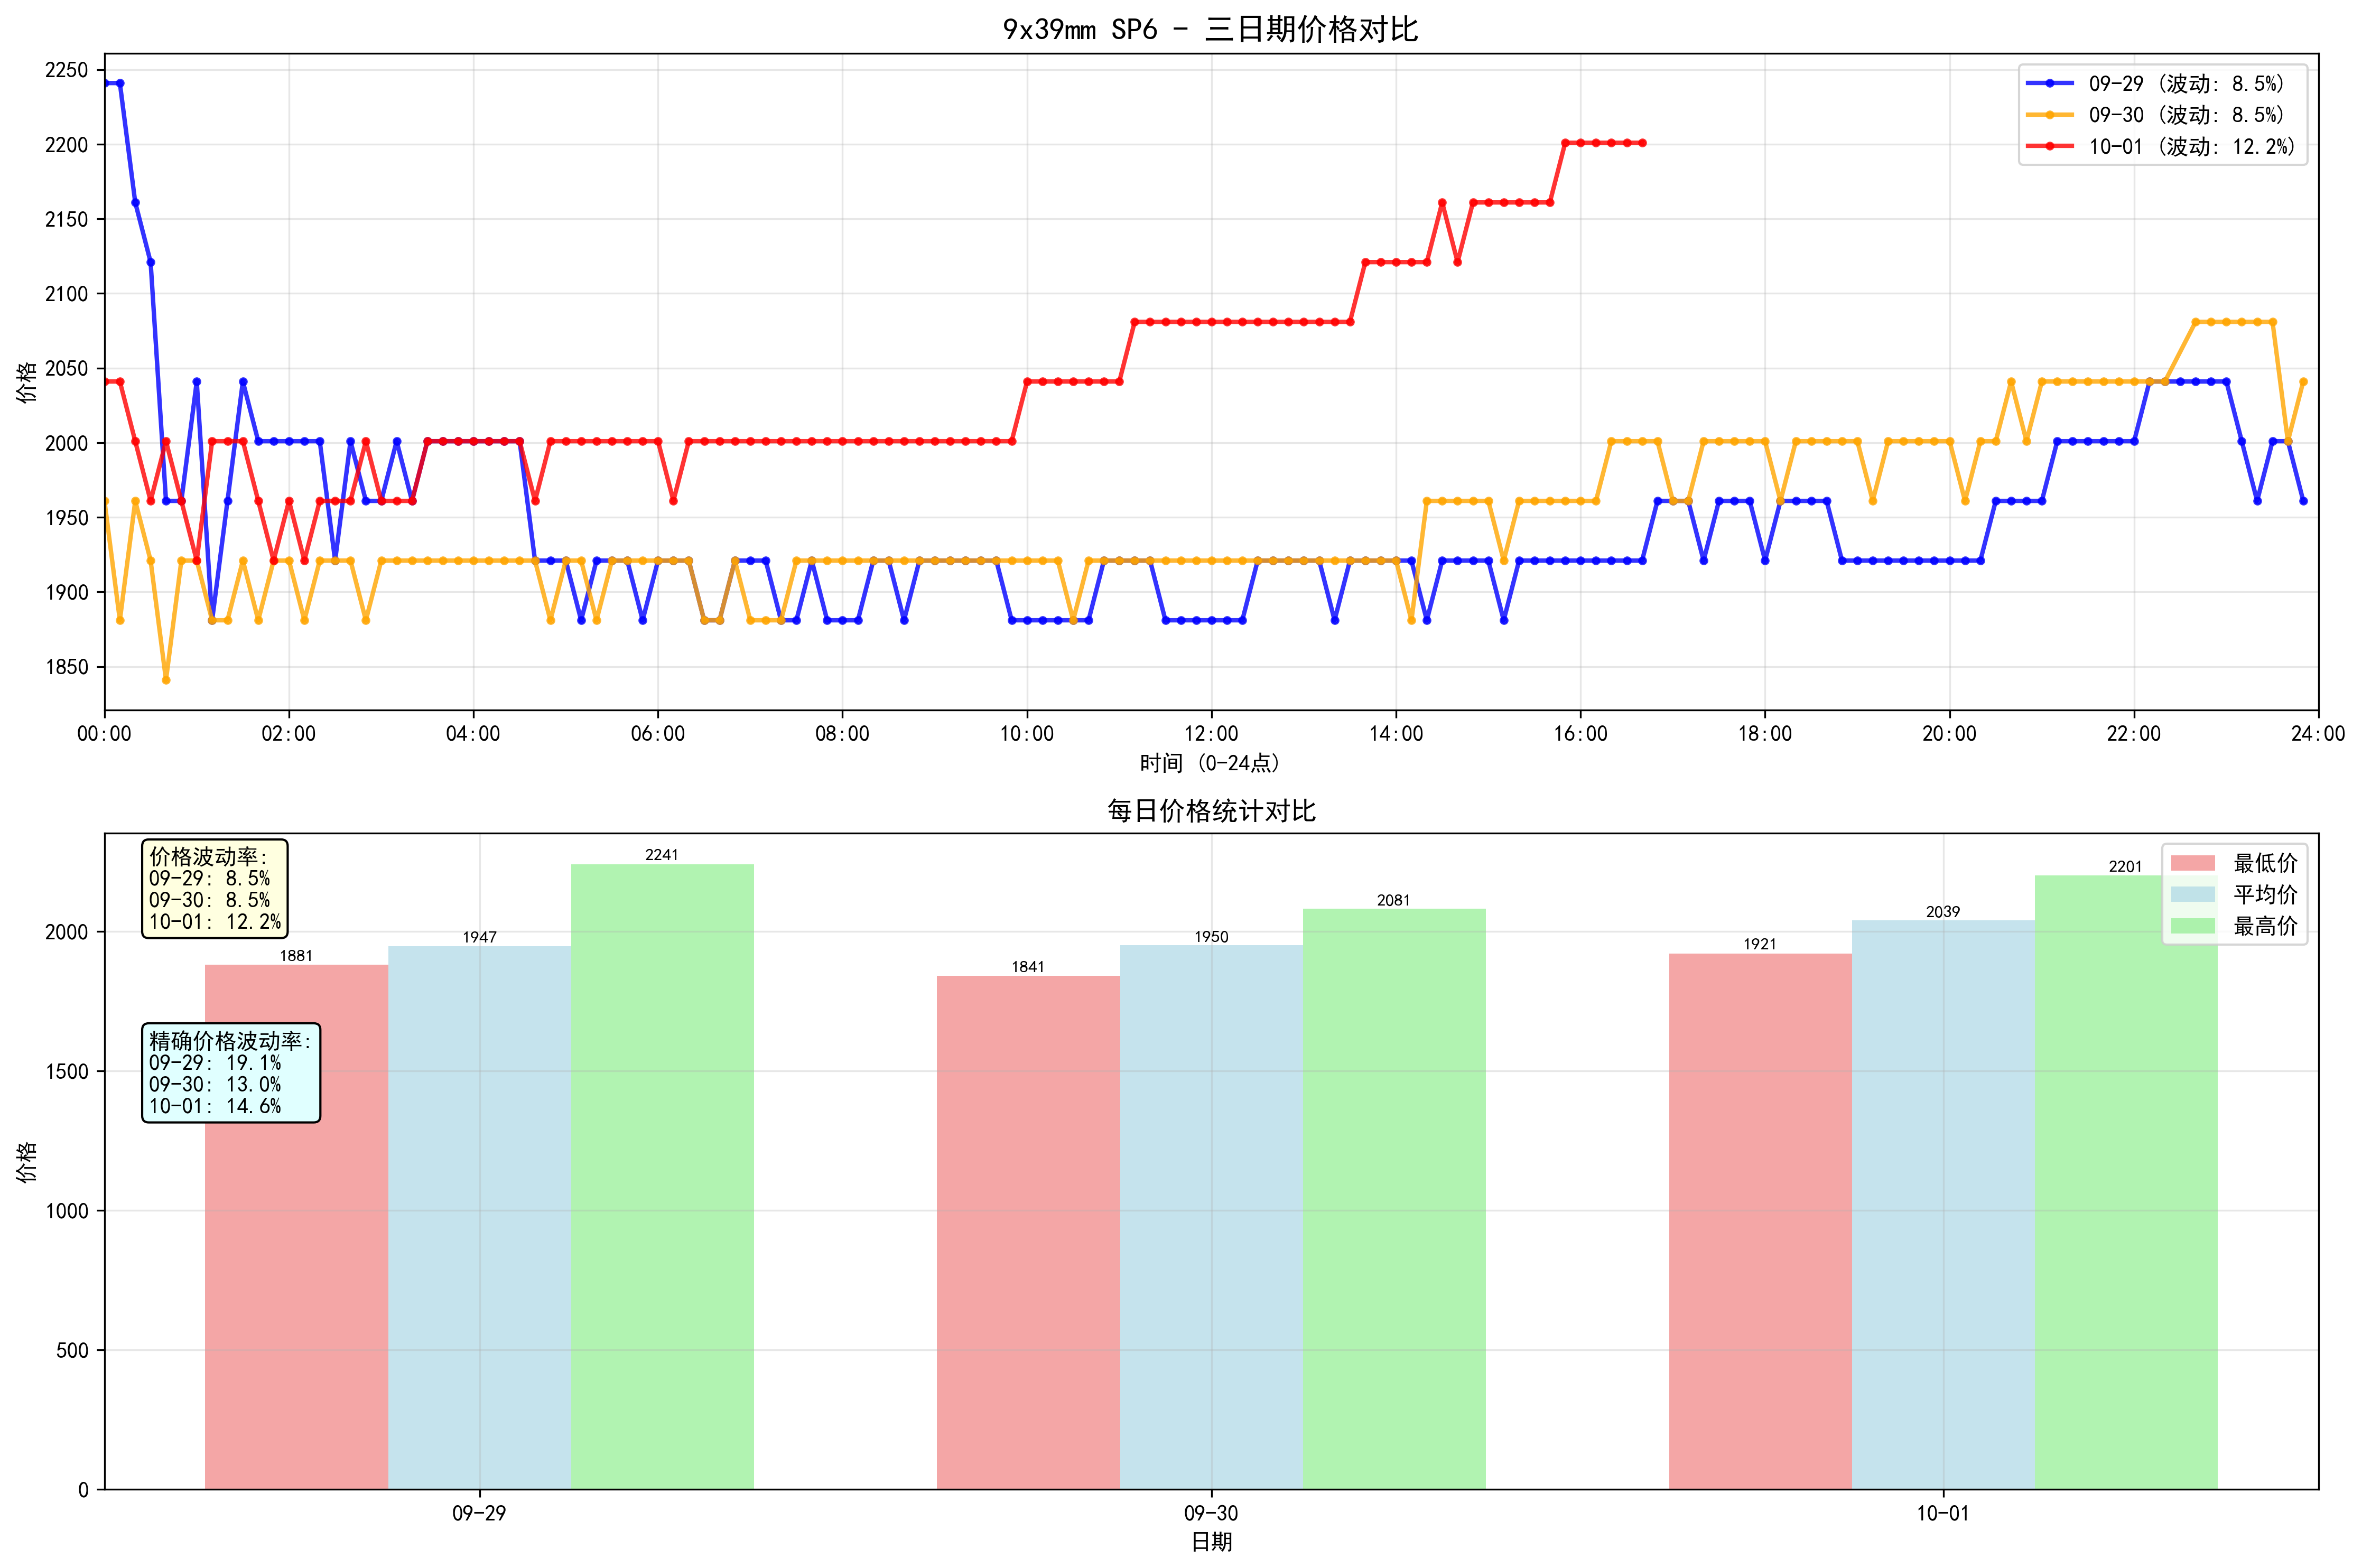 9x39mm SP6 - 三日期价格对比
2250
2200
2150
2100
2050
2000
1950
1900
1850
价格
09-29 (波动: 8.5%)
09-30 (波动: 8.5%)
10-01 (波动: 12.2%)
00:00 02:00 04:00 06:00 08:00 10:00 12:00 14:00 16:00 18:00 20:00 22:00 24:00
时间 (0-24点)
每日价格统计对比
2000
1500
1000
500
0
价格
价格波动率:
09-29: 8.5%
09-30: 8.5%
10-01: 12.2%
精确价格波动率:
09-29: 19.1%
09-30: 13.0%
10-01: 14.6%
1881 1947 2241 1841 1950 2081 1921 2039 2201
最低价
平均价
最高价
09-29 09-30 10-01
日期